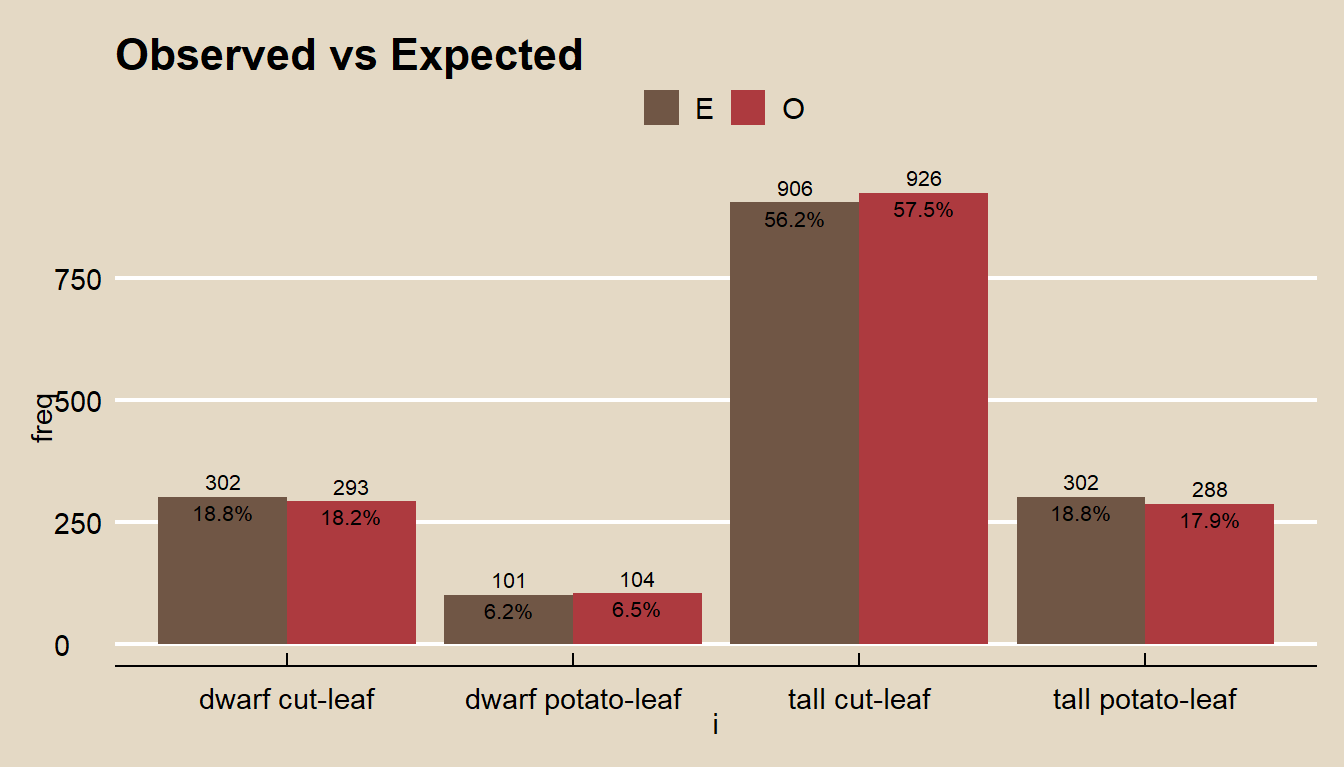 Observed vs Expected
E O
906 926
56.2% 57.5%
750
freq
500
302 293 302 288
18.8% 18.2% 18.8% 17.9%
250
101 104
6.2% 6.5%
0
dwarf cut-leaf dwarf potato-leaf tall cut-leaf tall potato-leaf
i